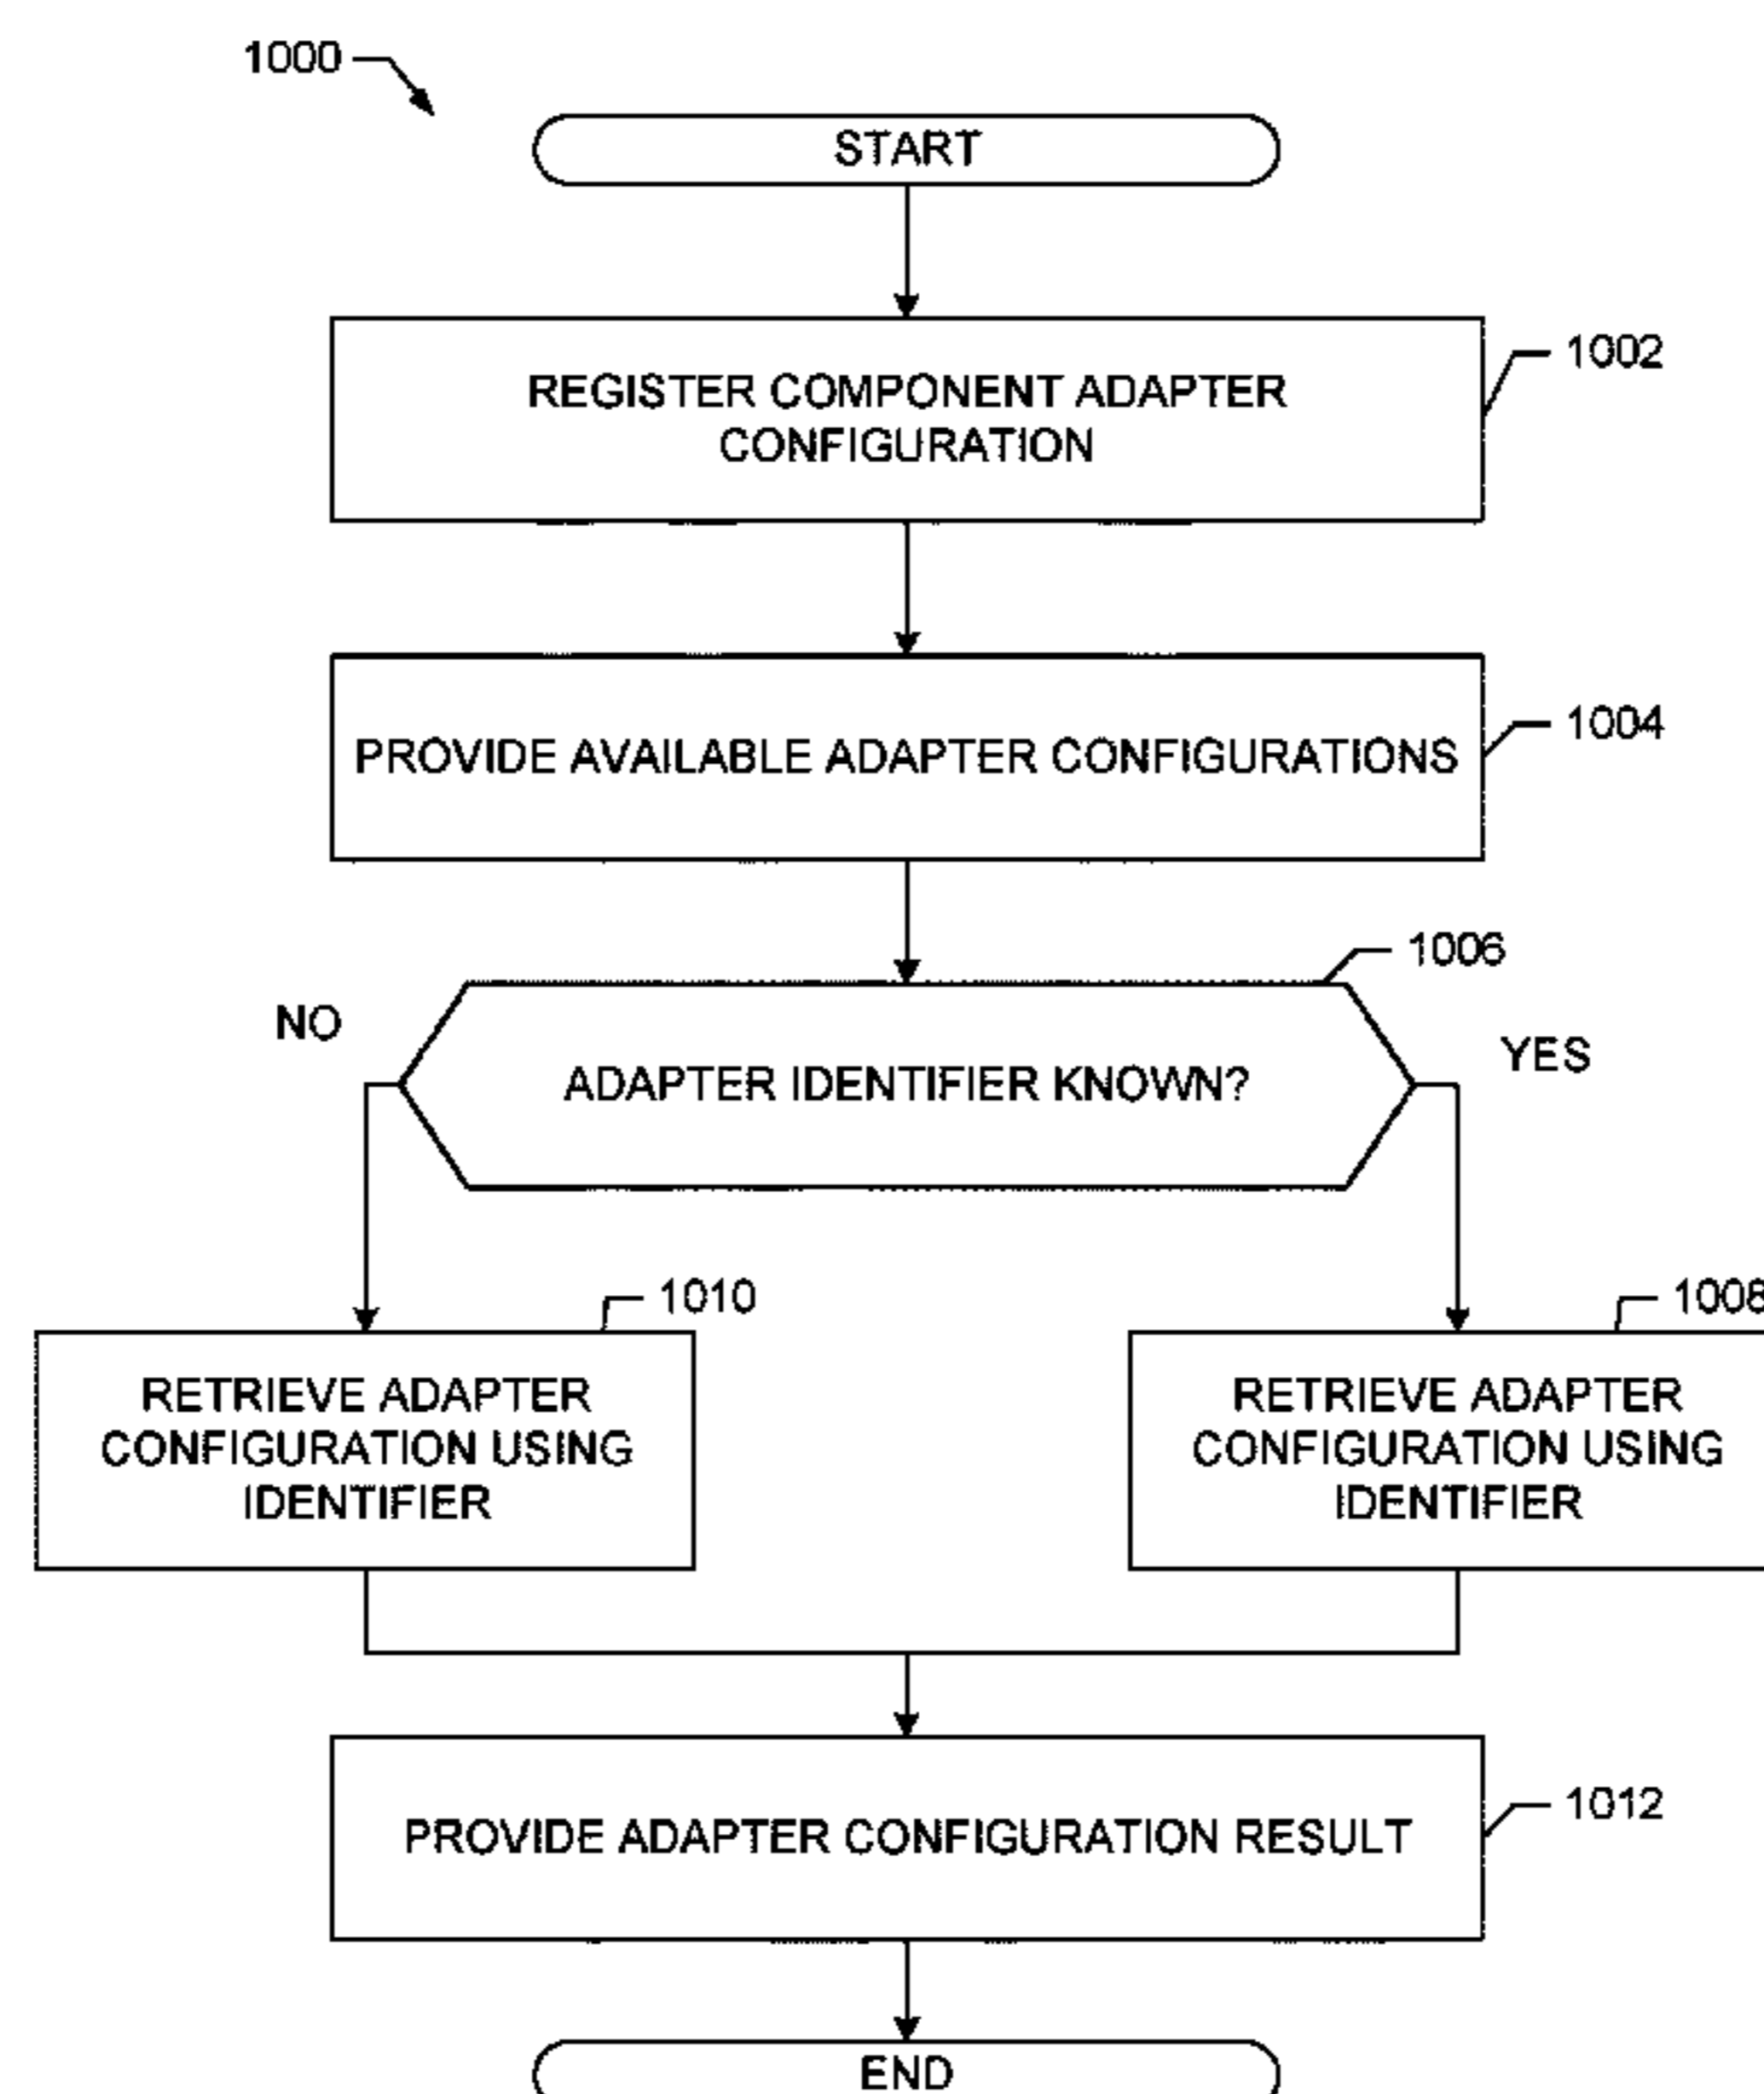 1000
START
REGISTER COMPONENT ADAPTER
CONFIGURATION
1002
PROVIDE AVAILABLE ADAPTER CONFIGURATIONS
1004
1006
NO
YES
ADAPTER IDENTIFIER KNOWN?
1010
1008
RETRIEVE ADAPTER
CONFIGURATION USING
IDENTIFIER
RETRIEVE ADAPTER
CONFIGURATION USING
IDENTIFIER
PROVIDE ADAPTER CONFIGURATION RESULT
1012
END